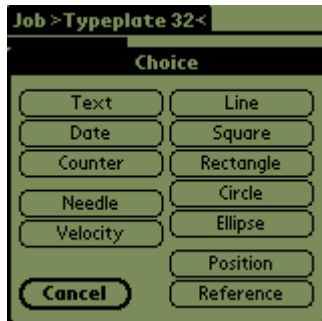 Job >Typeplate 32<
Choice
Text
Line
Date
Square
Counter
Rectangle
Needle
Circle
Velocity
Ellipse
Position
Cancel
Reference